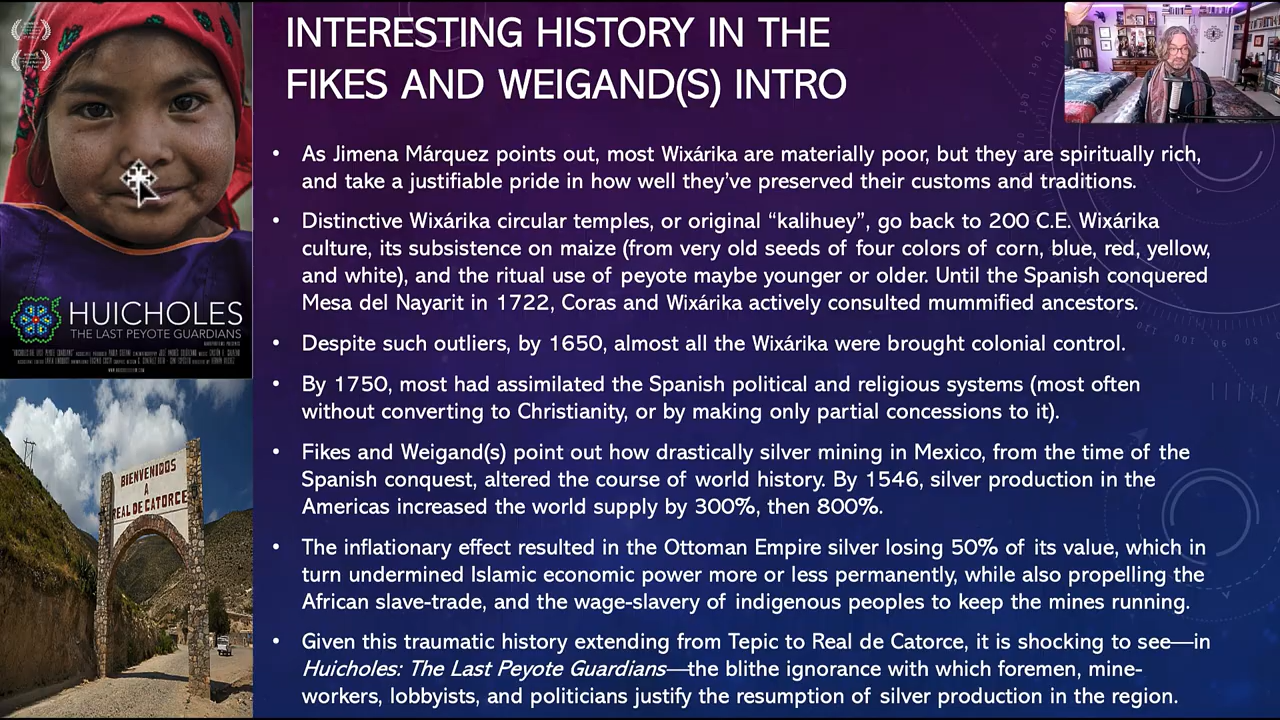 INTERESTING HISTORY IN THE
FIKES AND WEIGAND(S) INTRO
• As Jimena Márquez points out, most Wixárika are materially poor, but they are spiritually rich,
and take a justifiable pride in how well they’ve preserved their customs and traditions.
• Distinctive Wixárika circular temples, or original “kalihuey”, go back to 200 C.E. Wixárika
culture, its subsistence on maize (from very old seeds of four colors of corn, blue, red, yellow,
and white), and the ritual use of peyote maybe younger or older. Until the Spanish conquered
Mesa del Nayarit in 1722, Coras and Wixárika actively consulted mummified ancestors.
• Despite such outliers, by 1650, almost all the Wixárika were brought colonial control.
• By 1750, most had assimilated the Spanish political and religious systems (most often
without converting to Christianity, or by making only partial concessions to it).
• Fikes and Weigand(s) point out how drastically silver mining in Mexico, from the time of the
Spanish conquest, altered the course of world history. By 1546, silver production in the
Americas increased the world supply by 300%, then 800%.
• The inflationary effect resulted in the Ottoman Empire silver losing 50% of its value, which in
turn undermined Islamic economic power more or less permanently, while also propelling the
African slave-trade, and the wage-slavery of indigenous peoples to keep the mines running.
• Given this traumatic history extending from Tepic to Real de Catorce, it is shocking to see—in
Huicholes: The Last Peyote Guardians—the blithe ignorance with which foremen, mine-
workers, lobbyists, and politicians justify the resumption of silver production in the region.
HUICHOLES
THE LAST PEYOTE GUARDIANS
BIENVENIDOS
A
REAL DE CATORCE